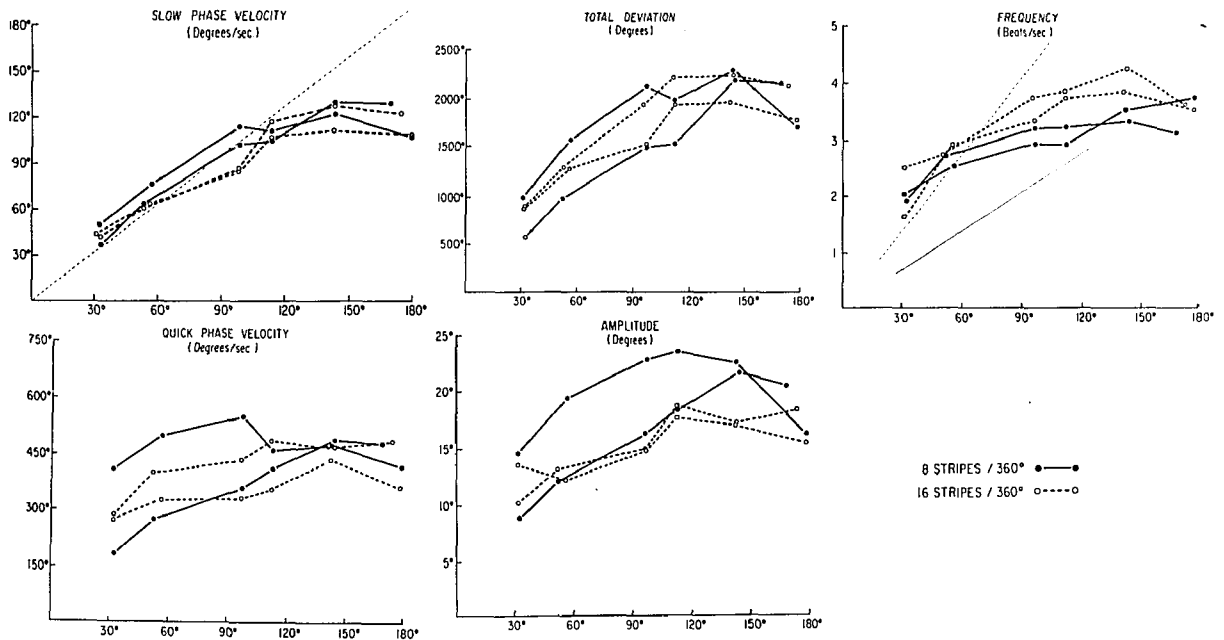 SLOW PHASE VELOCITY
(Degrees/sec.)
180°
150°
120°
90°
60°
30°
30° 60° 90° 120° 150° 180°
TOTAL DEVIATION
(Degrees)
2500°
2000°
1500°
1000°
500°
30° 60° 90° 120° 150° 180°
FREQUENCY
(Beats/sec)
5
4
3
2
1
30° 60° 90° 120° 150° 180°
QUICK PHASE VELOCITY
(Degrees/sec)
750°
600°
450°
300°
150°
30° 60° 90° 120° 150° 180°
AMPLITUDE
(Degrees)
25°
20°
15°
10°
5°
30° 60° 90° 120° 150° 180°
8 STRIPES / 360°
16 STRIPES / 360°